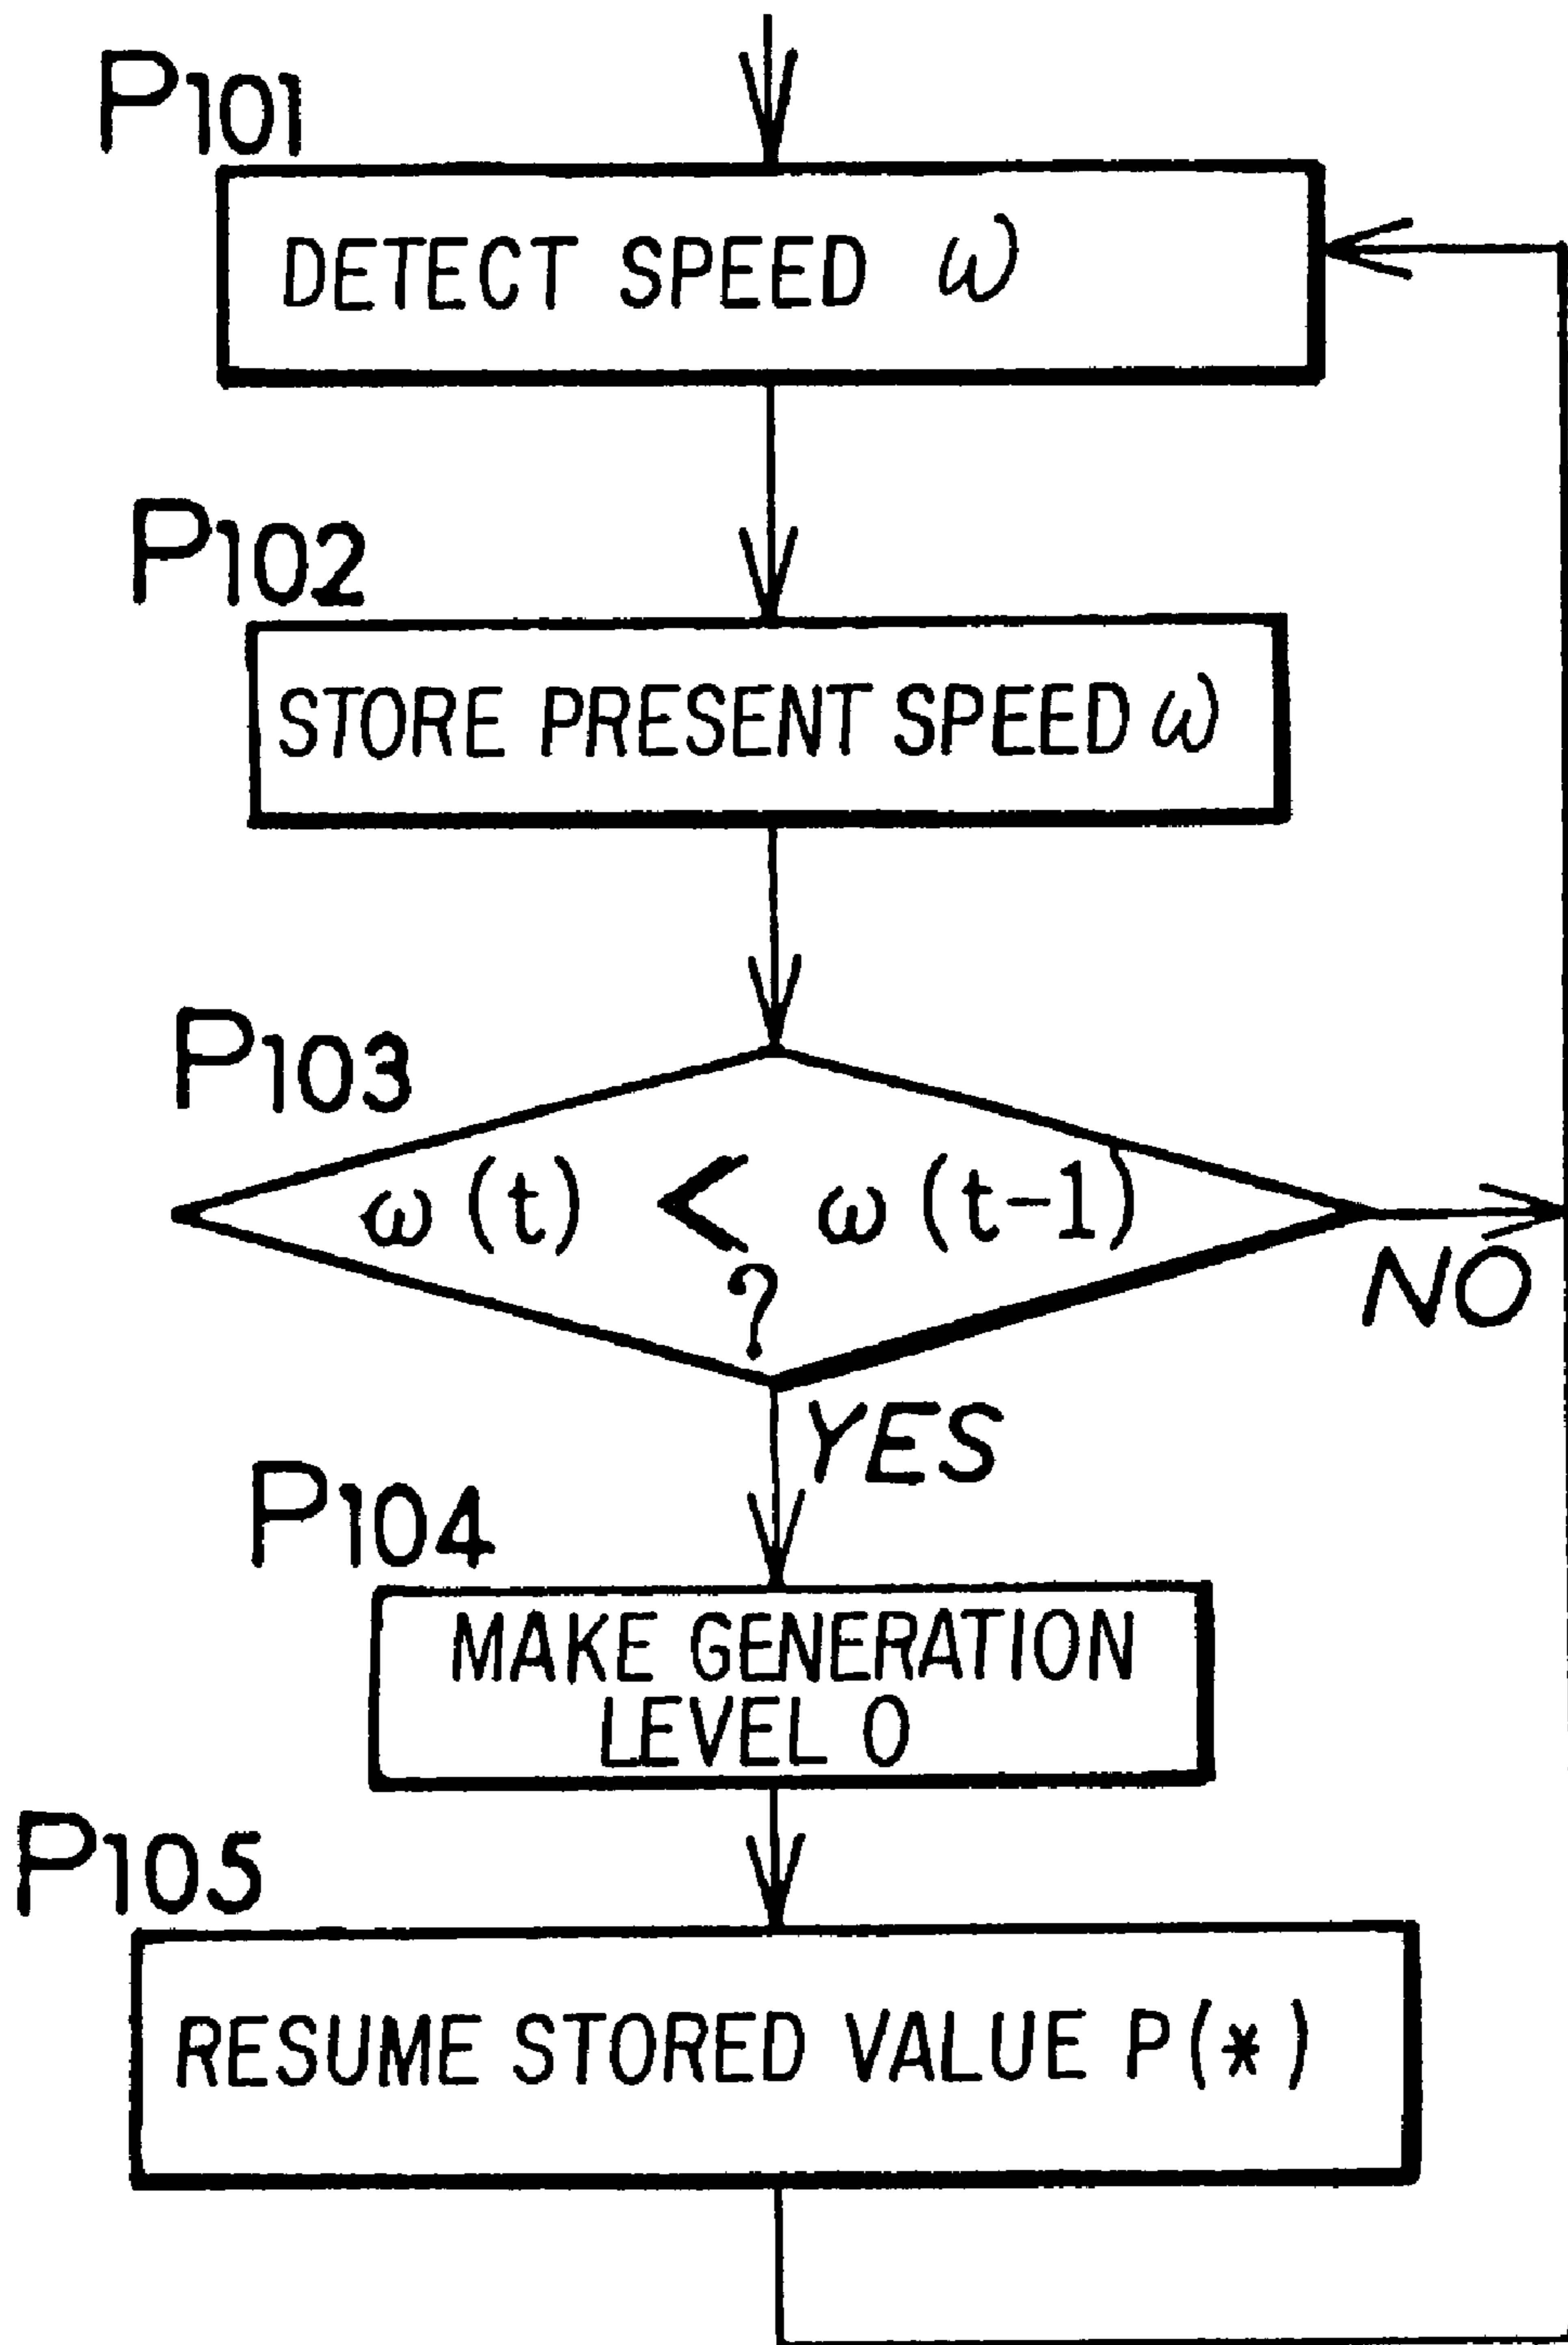 P101
DETECT SPEED ω
P102
STORE PRESENT SPEED ω
P103
ω(t) < ω(t-1)
?
NO
YES
P104
MAKE GENERATION
LEVEL 0
P105
RESUME STORED VALUE P(*)